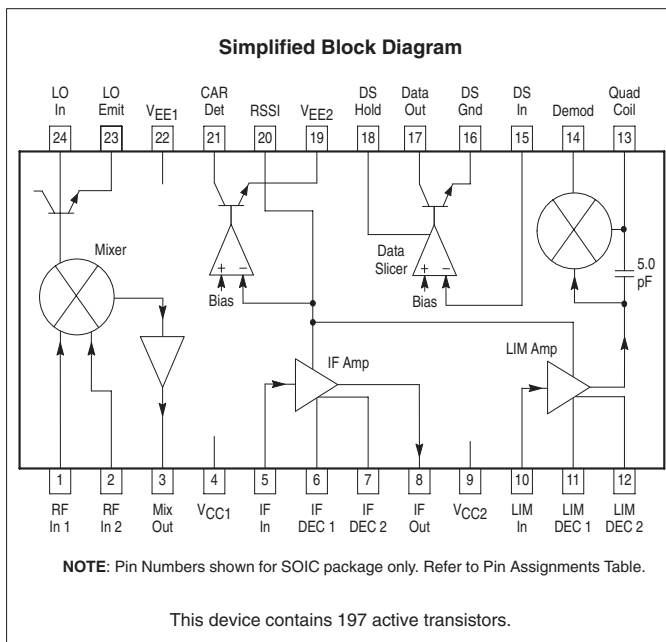 Simplified Block Diagram
LO In
LO Emit
VEE1
CAR Det
RSSI
VEE2
DS Hold
Data Out
DS Gnd
DS In
Demod
Quad Coil
24 23 22 21 20 19 18 17 16 15 14 13
Mixer
Data Slicer
5.0 pF
+ –
+ –
Bias
Bias
IF Amp
LIM Amp
1 2 3 4 5 6 7 8 9 10 11 12
RF In 1
RF In 2
Mix Out
VCC1
IF In
IF DEC 1
IF DEC 2
IF Out
VCC2
LIM In
LIM DEC 1
LIM DEC 2
NOTE: Pin Numbers shown for SOIC package only. Refer to Pin Assignments Table.
This device contains 197 active transistors.